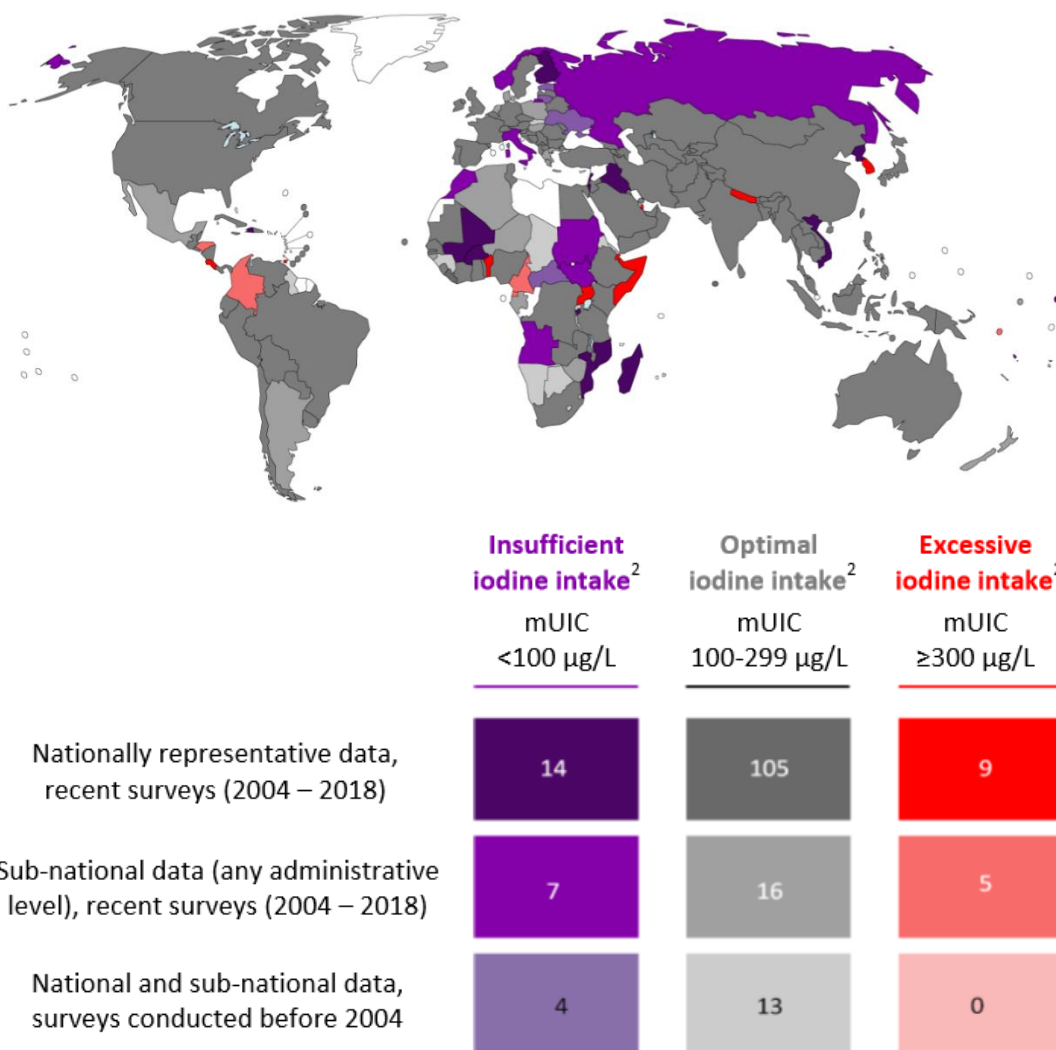 Insufficient
iodine intake2
Optimal
iodine intake2
Excessive
iodine intake2
mUIC
<100 µg/L
mUIC
100-299 µg/L
mUIC
≥300 µg/L
Nationally representative data,
recent surveys (2004 – 2018)
14
105
9
Sub-national data (any administrative
level), recent surveys (2004 – 2018)
7
16
5
National and sub-national data,
surveys conducted before 2004
4
13
0